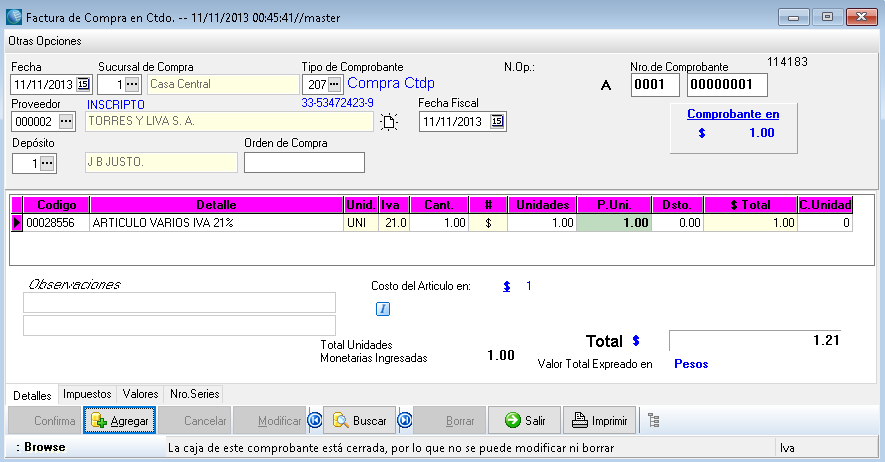 Factura de Compra en Ctdo. -- 11/11/2013 00:45:41//master
Otras Opciones
Fecha Sucursal de Compra Tipo de Comprobante N.Op.: Nro.de Comprobante 114183
11/11/2013 15 1 ... Casa Central 207 ... Compra Ctdp A 0001 00000001
Proveedor INSCRIPTO 33-53472423-9 Fecha Fiscal
000002 ... TORRES Y LIVA S. A. 11/11/2013 15
Comprobante en
$ 1.00
Depósito Orden de Compra
1 ... J B JUSTO.
Codigo Detalle Unid. Iva Cant. # Unidades P.Uni. Dsto. $ Total C.Unidad
00028556 ARTICULO VARIOS IVA 21% UNI 21.0 1.00 $ 1.00 1.00 0.00 1.00 0
Observaciones Costo del Articulo en: $ 1
I
Total Unidades
Monetarias Ingresadas 1.00
Total $ 1.21
Valor Total Expreado en Pesos
Detalles Impuestos Valores Nro.Series
Confirma Agregar Cancelar Modificar Buscar Borrar Salir Imprimir
: Browse La caja de este comprobante está cerrada, por lo que no se puede modificar ni borrar Iva